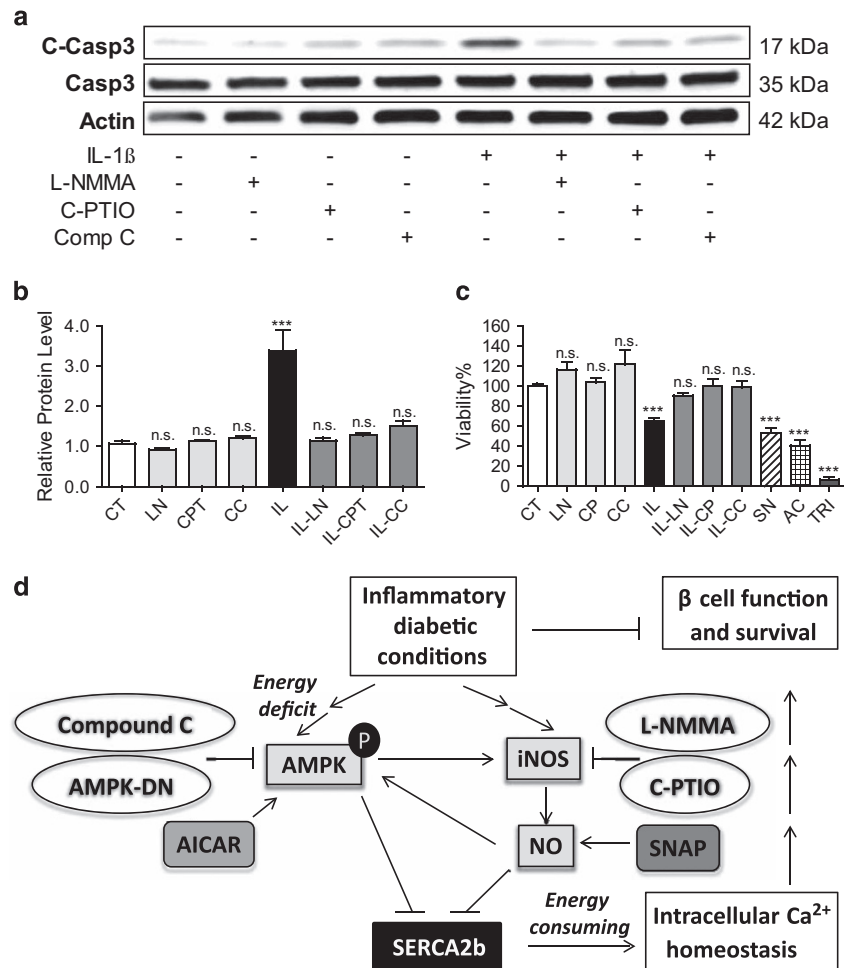 a
C-Casp3 17 kDa
Casp3 35 kDa
Actin 42 kDa
IL-1ß - - - - + + + +
L-NMMA - + - - - + - -
C-PTIO - - + - - - + -
Comp C - - - + - - - +
b
Relative Protein Level
4.0
3.0
2.0
1.0
0.0
n.s. n.s. n.s. *** n.s. n.s. n.s.
CT LN CPT CC IL IL-LN IL-CPT IL-CC
c
Viability%
160
140
120
100
80
60
40
20
0
n.s. n.s. n.s. *** n.s. n.s. n.s. *** *** ***
CT LN CP CC IL IL-LN IL-CP IL-CC SN AC TRI
d
Inflammatory
diabetic
conditions
β cell function
and survival
Energy
deficit
Compound C
AMPK-DN
AICAR
AMPK
P
iNOS
NO
L-NMMA
C-PTIO
SNAP
SERCA2b
Energy
consuming
Intracellular Ca²⁺
homeostasis